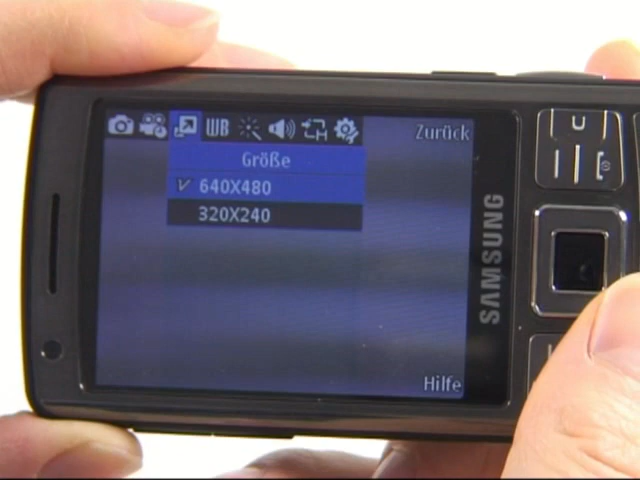 WB
Zurück
Größe
640X480
320X240
SAMSUNG
Hilfe